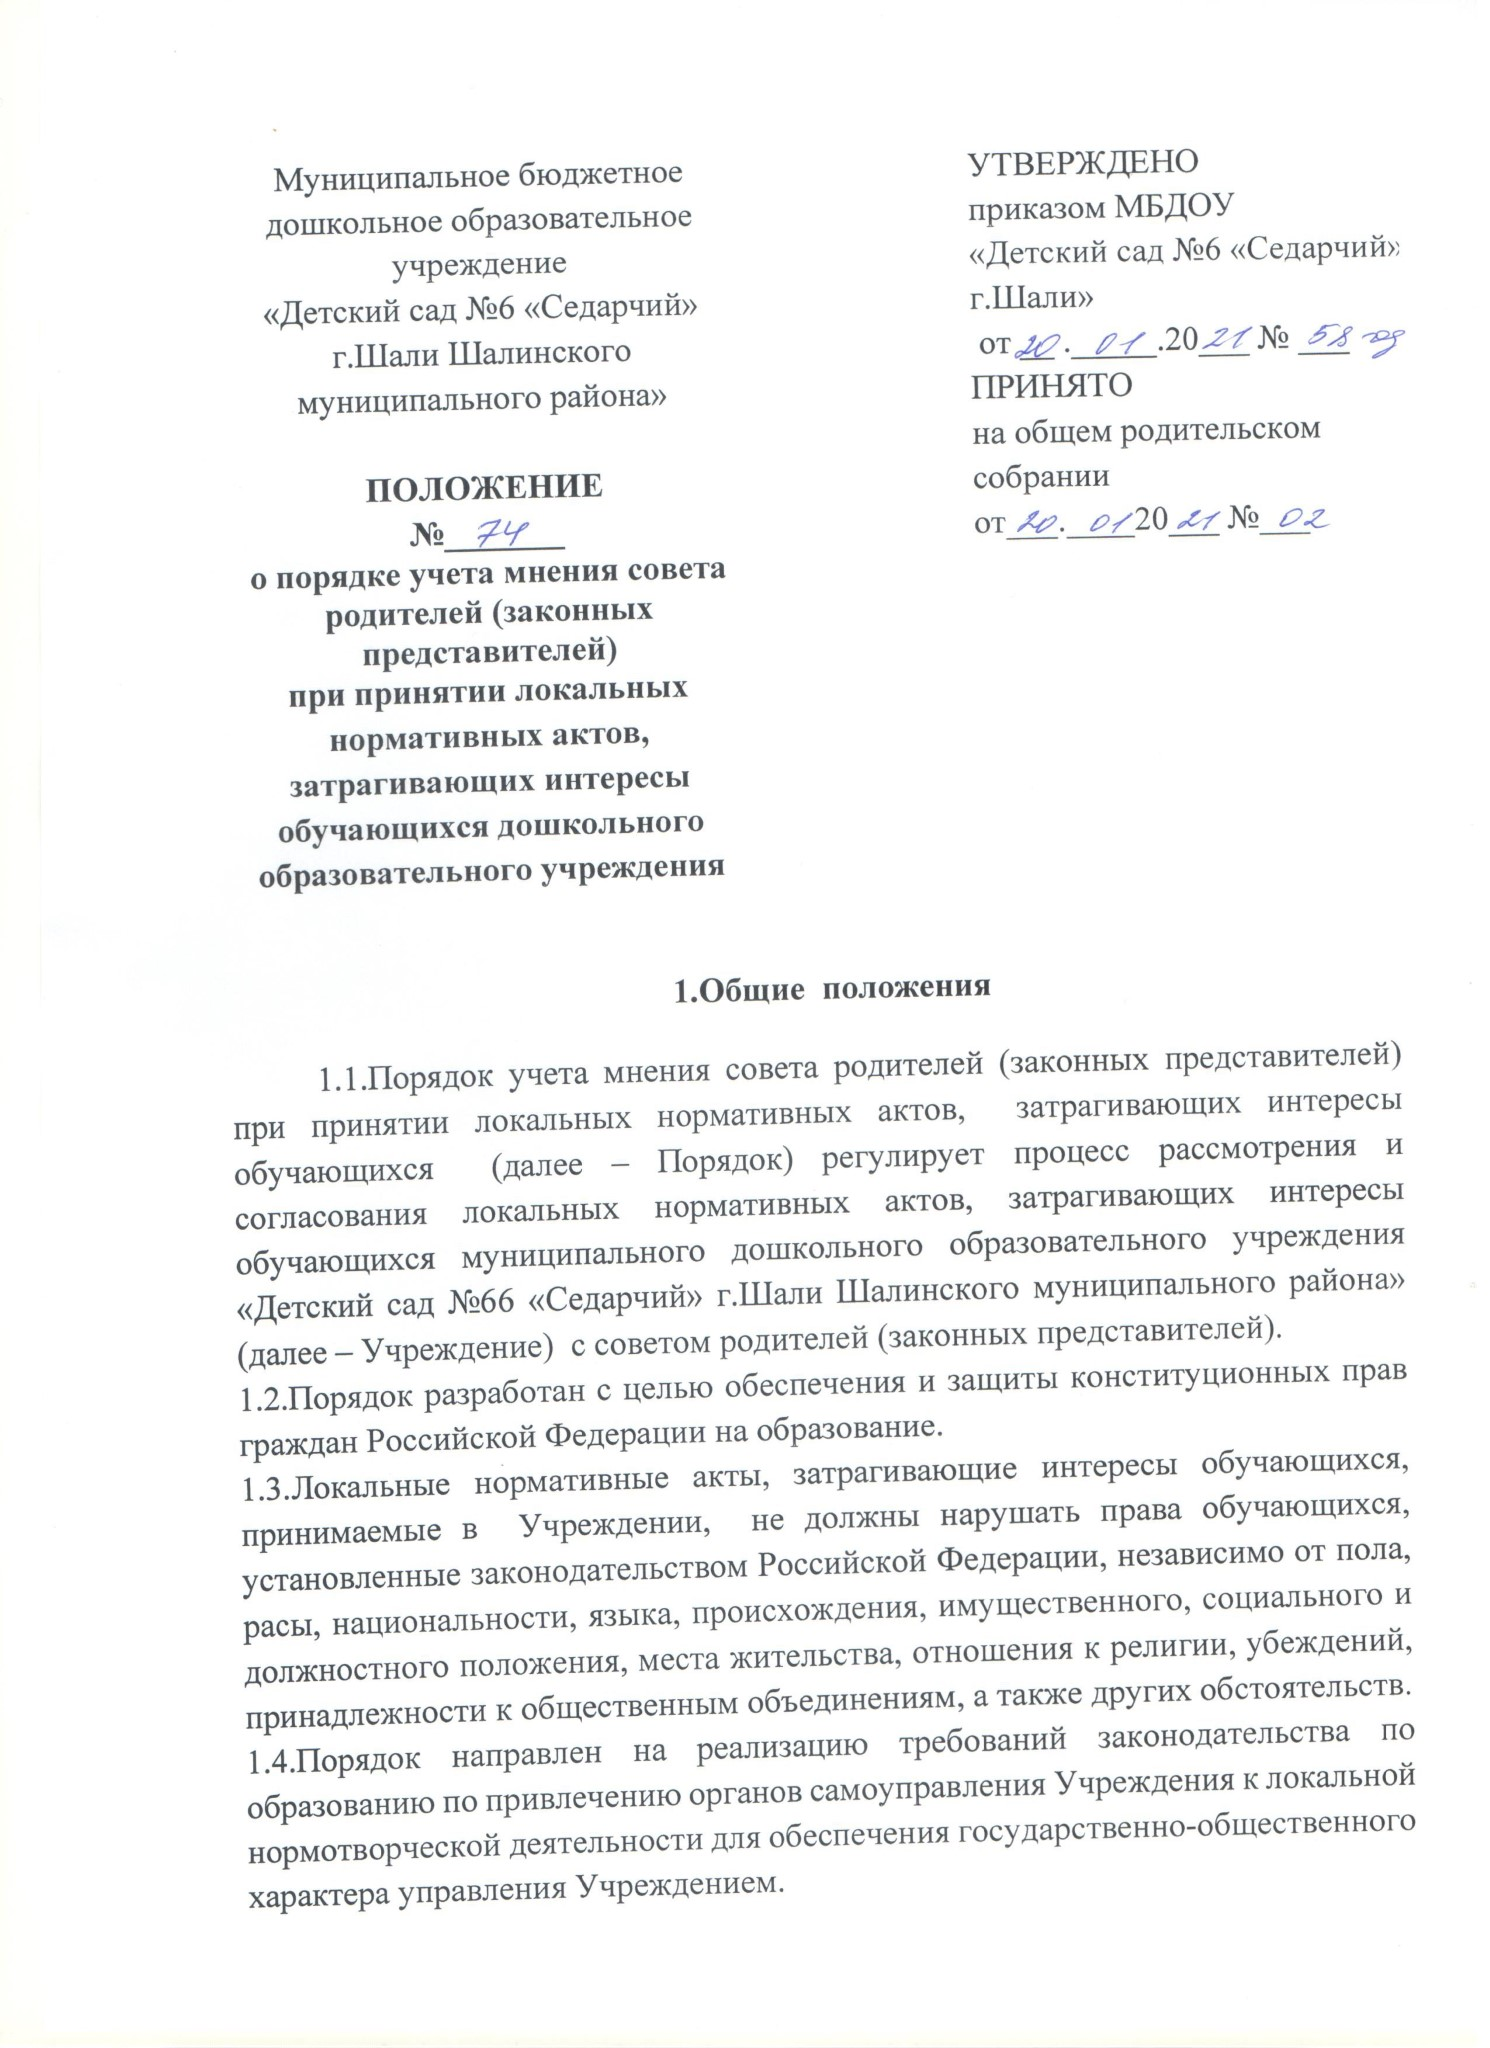 Муниципальное бюджетное
дошкольное образовательное
учреждение
«Детский сад №6 «Седарчий»
г.Шали Шалинского
муниципального района»
ПОЛОЖЕНИЕ
№ 74
о порядке учета мнения совета
родителей (законных
представителей)
при принятии локальных
нормативных актов,
затрагивающих интересы
обучающихся дошкольного
образовательного учреждения
УТВЕРЖДЕНО
приказом МБДОУ
«Детский сад №6 «Седарчий»
г.Шали»
от 20 . 01 .2021 № 58 од
ПРИНЯТО
на общем родительском
собрании
от 20 . 01 2021 № 02
1.Общие положения
1.1.Порядок учета мнения совета родителей (законных представителей)
при принятии локальных нормативных актов, затрагивающих интересы
обучающихся (далее – Порядок) регулирует процесс рассмотрения и
согласования локальных нормативных актов, затрагивающих интересы
обучающихся муниципального дошкольного образовательного учреждения
«Детский сад №66 «Седарчий» г.Шали Шалинского муниципального района»
(далее – Учреждение) с советом родителей (законных представителей).
1.2.Порядок разработан с целью обеспечения и защиты конституционных прав
граждан Российской Федерации на образование.
1.3.Локальные нормативные акты, затрагивающие интересы обучающихся,
принимаемые в Учреждении, не должны нарушать права обучающихся,
установленные законодательством Российской Федерации, независимо от пола,
расы, национальности, языка, происхождения, имущественного, социального и
должностного положения, места жительства, отношения к религии, убеждений,
принадлежности к общественным объединениям, а также других обстоятельств.
1.4.Порядок направлен на реализацию требований законодательства по
образованию по привлечению органов самоуправления Учреждения к локальной
нормотворческой деятельности для обеспечения государственно-общественного
характера управления Учреждением.